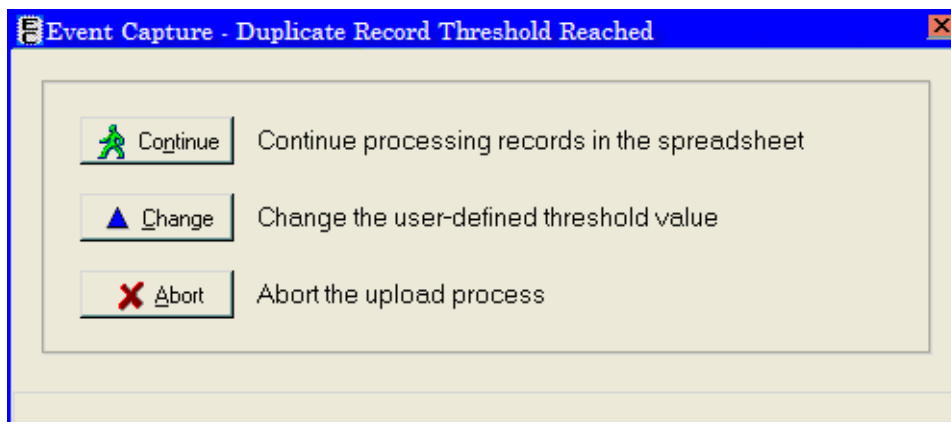 Event Capture - Duplicate Record Threshold Reached
Continue Continue processing records in the spreadsheet
Change Change the user-defined threshold value
Abort Abort the upload process